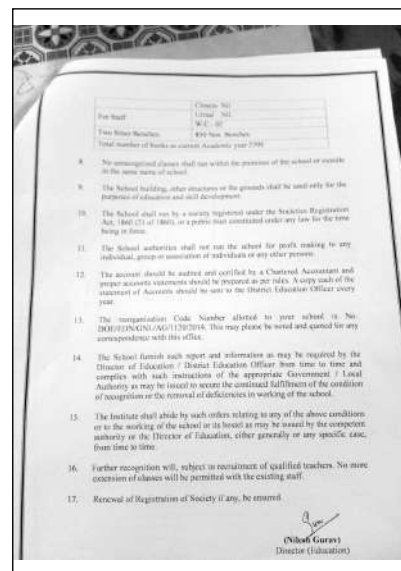 For Staff
Urinal
W.C. 02
Two Seater Benches
Total number of books in current Academic year
8. No unrecognized classes shall run within the premises of the school or outside
in the same name of school.
9. The School building, other structures or the grounds shall be used only for the
purposes of education and skill development.
10. The School shall run by a society registered under the Societies Registration
Act, 1860 (21 of 1860), or a public trust constituted under any law for the time
being in force.
11. The School authorities shall not run the school for profit making to any
individual, group or association of individuals or any other persons.
12. The account should be audited and certified by a Chartered Accountant and
proper accounts statements should be prepared as per rules. A copy each of the
statement of Accounts should be sent to the District Education Officer every
year.
13. The reorganisation Code Number allotted to your school is No.
This may please be noted and quoted for any
correspondence with this office.
14. The School furnish such report and information as may be required by the
Director of Education / District Education Officer from time to time and
complies with such instructions of the appropriate Government / Local
Authority as may be issued to secure the continued fulfillment of the condition
of recognition or the removal of deficiencies in working of the school.
15. The Institute shall abide by such orders relating to any of the above conditions
or to the working of the school or its hostel as may be issued by the competent
authority or the Director of Education, either generally or any specific case,
from time to time.
16. Further recognition will, subject to recruitment of qualified teachers. No more
extension of classes will be permitted with the existing staff.
17. Renewal of Registration of Society if any, be ensured.
(Nilesh Gurav)
Director (Education)